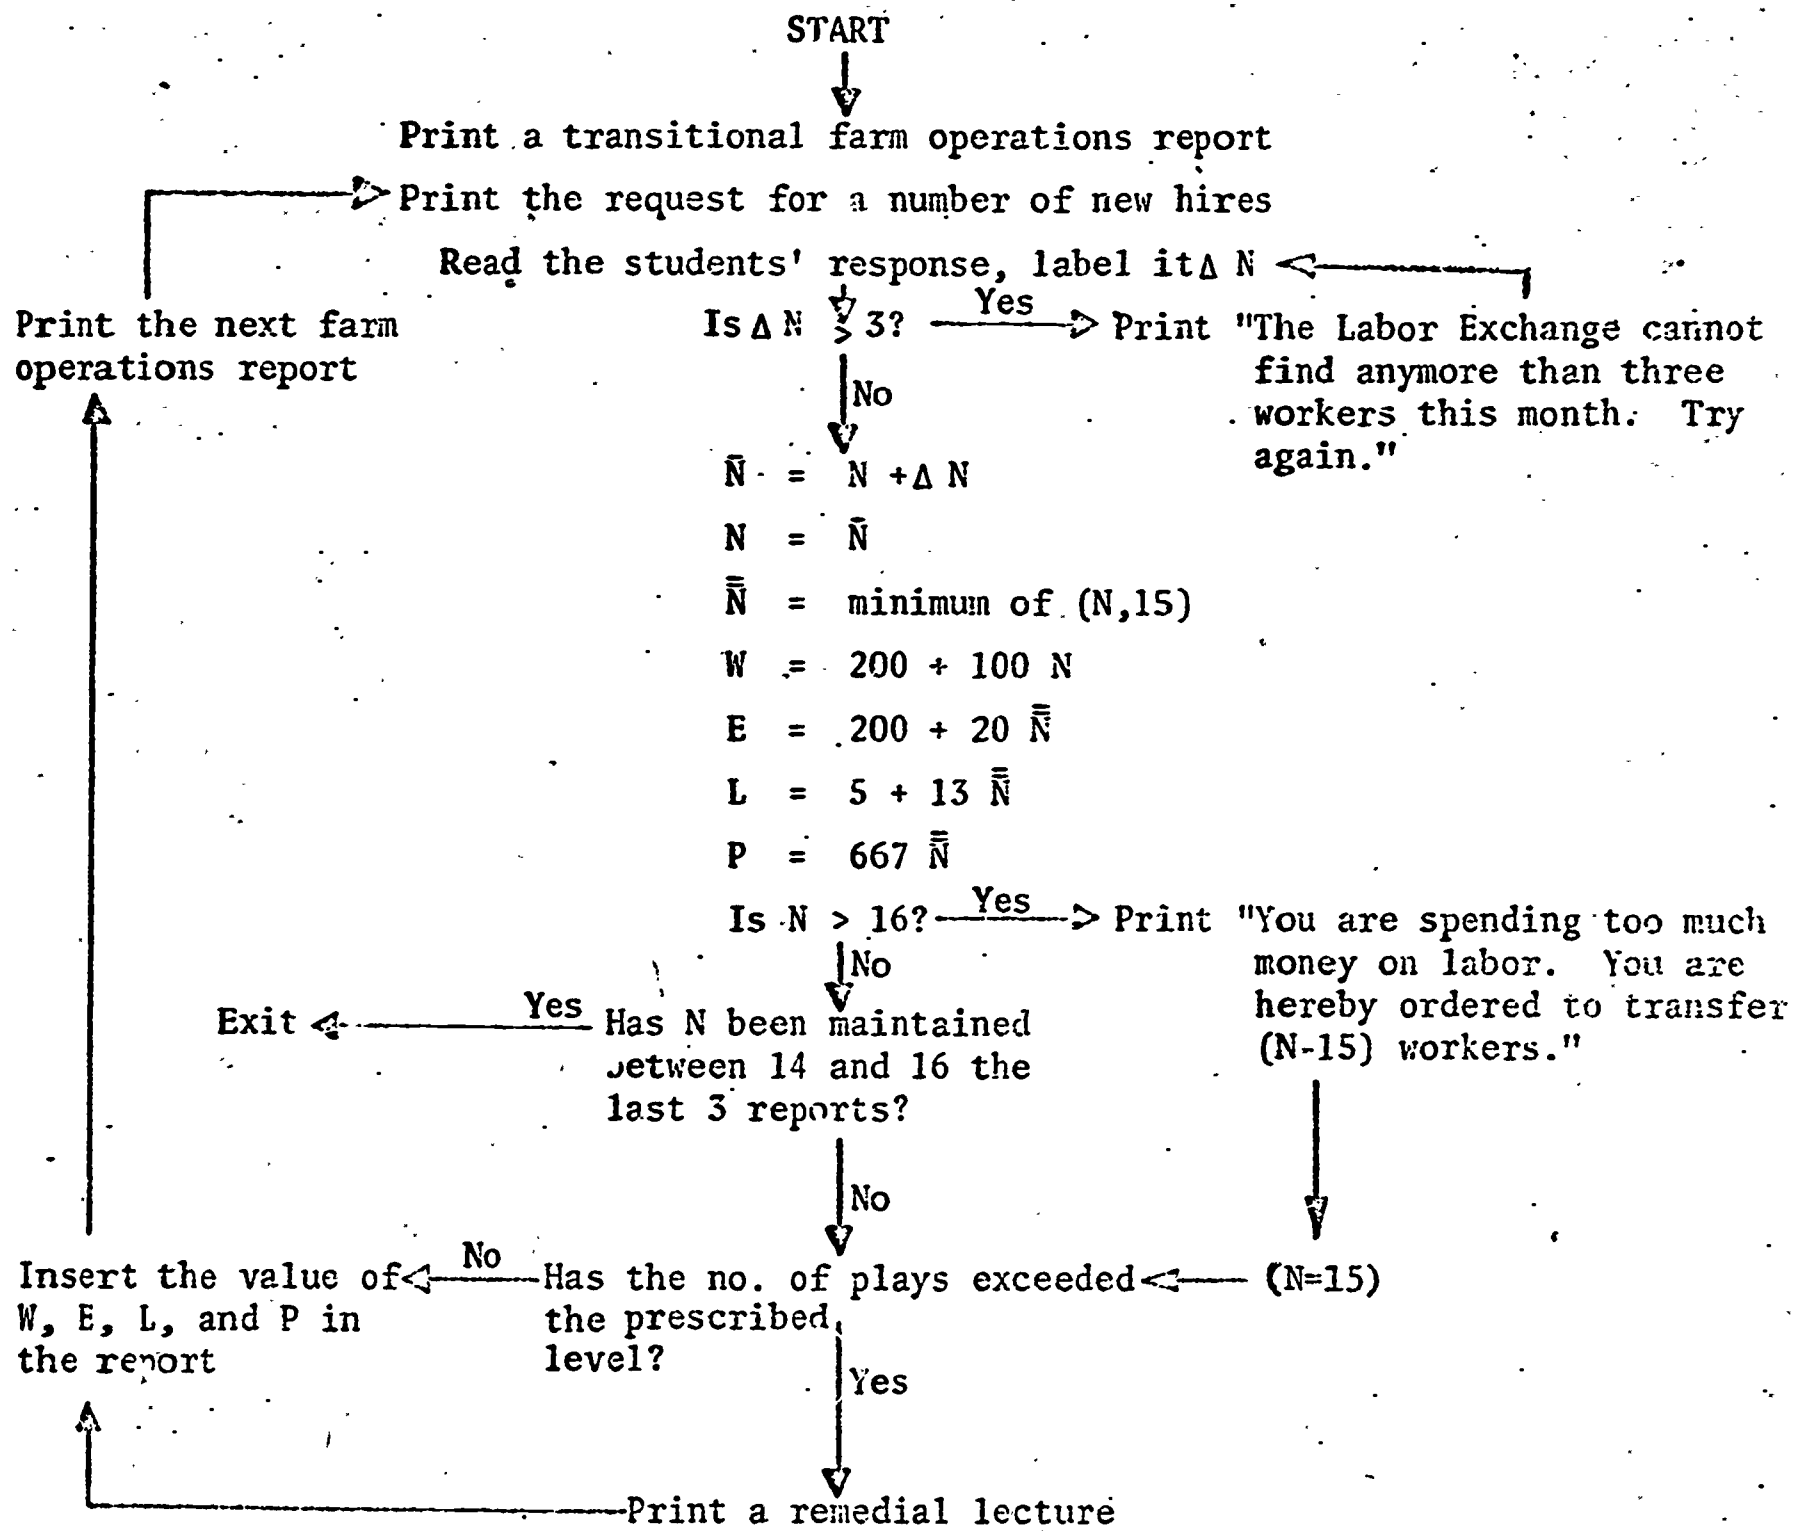 START
Print a transitional farm operations report
Print the request for a number of new hires
Read the students' response, label it Δ N
Is Δ N > 3?
Yes
Print "The Labor Exchange cannot
find anymore than three
workers this month. Try
again."
Print the next farm
operations report
No
N̄ = N + Δ N
N = N̄
N̿ = minimum of (N,15)
W = 200 + 100 N
E = 200 + 20 N̿
L = 5 + 13 N̿
P = 667 N̿
Is N > 16?
Yes
Print "You are spending too much
money on labor. You are
hereby ordered to transfer
(N-15) workers."
No
Exit
Yes
Has N been maintained
between 14 and 16 the
last 3 reports?
No
Insert the value of
W, E, L, and P in
the report
No
Has the no. of plays exceeded
the prescribed
level?
(N=15)
Yes
Print a remedial lecture